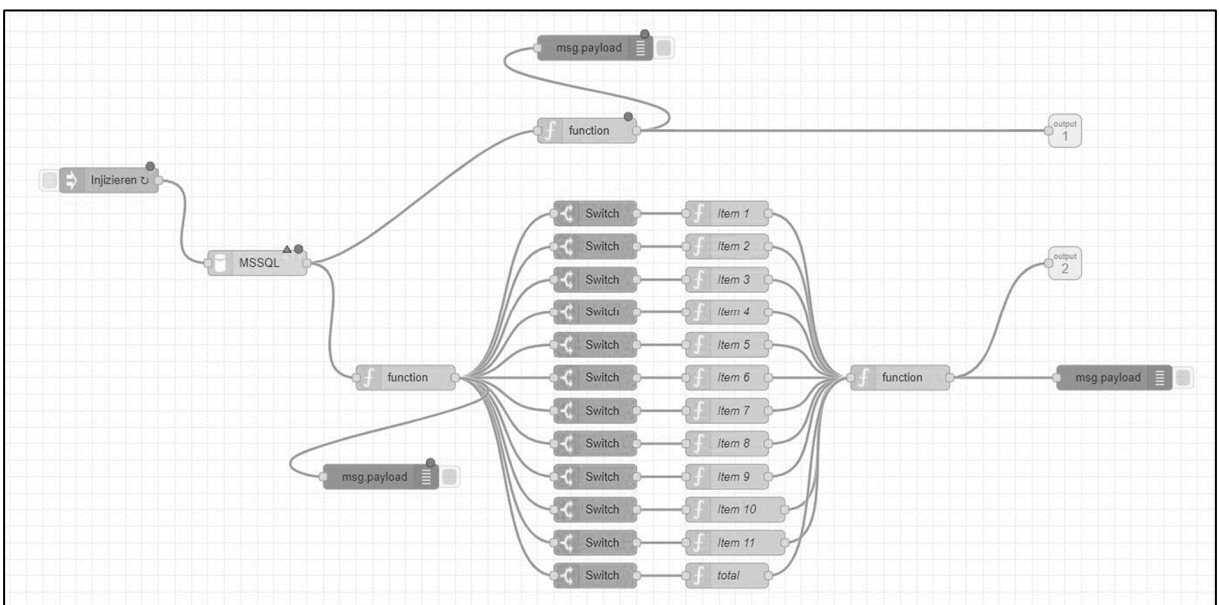 msg.payload
function
output
1
Injizieren ↻
Switch
Item 1
Switch
Item 2
output
2
MSSQL
Switch
Item 3
Switch
Item 4
Switch
Item 5
function
Switch
Item 6
function
msg.payload
Switch
Item 7
Switch
Item 8
msg.payload
Switch
Item 9
Switch
Item 10
Switch
Item 11
Switch
total